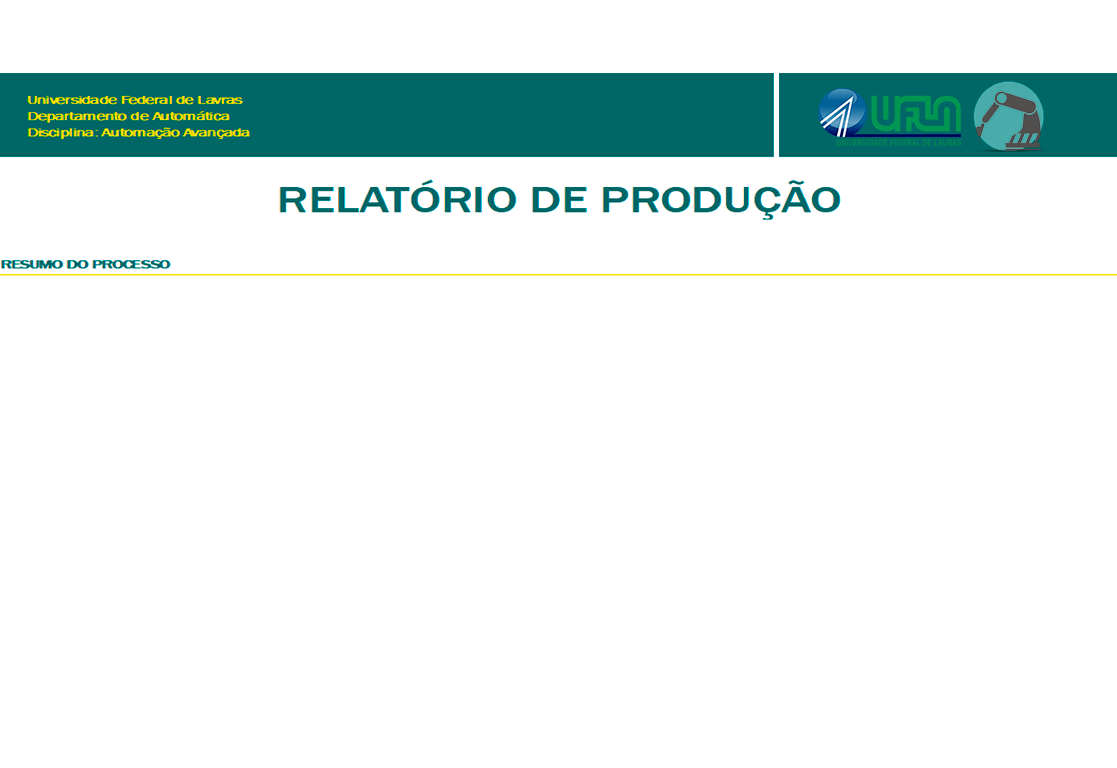 Universidade Federal de Lavras
Departamento de Automática
Disciplina: Automação Avançada
UFLA
UNIVERSIDADE FEDERAL DE LAVRAS
RELATÓRIO DE PRODUÇÃO
RESUMO DO PROCESSO